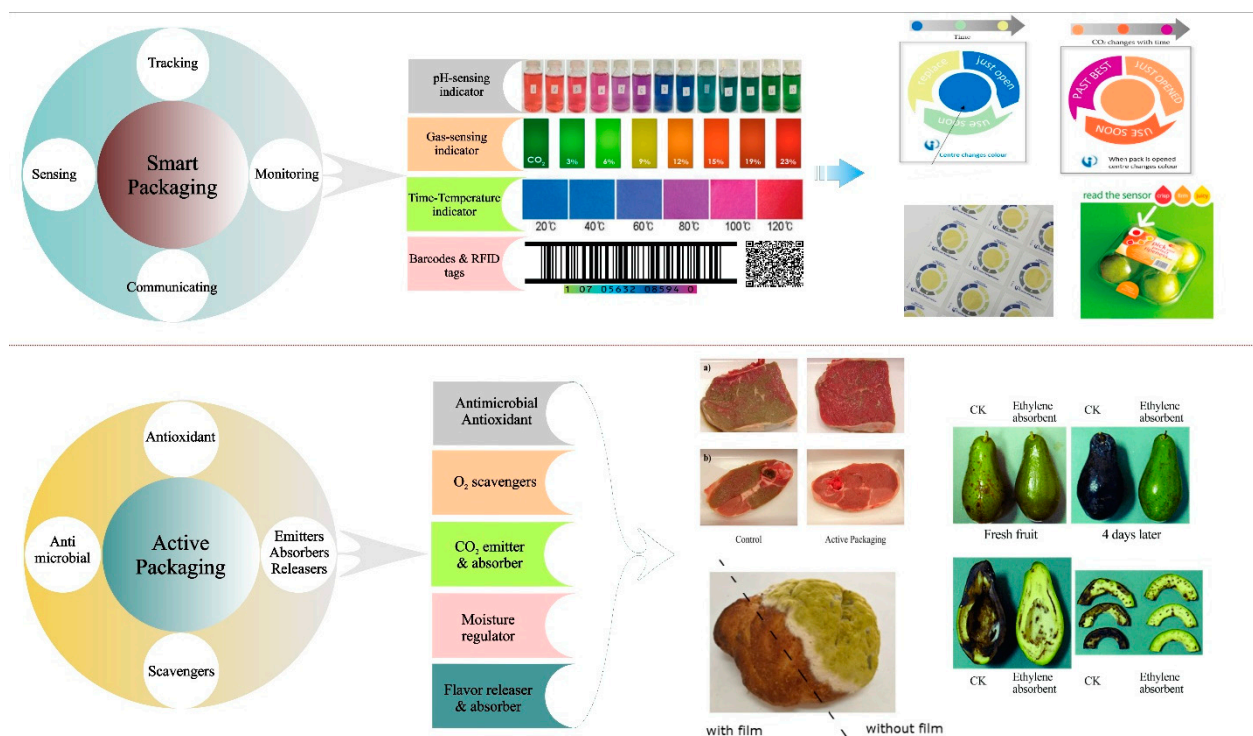 Tracking
Sensing
Smart
Packaging
Monitoring
Communicating
pH-sensing
indicator
Gas-sensing
indicator
CO2
3%
6%
9%
12%
15%
19%
23%
Time-Temperature
indicator
20℃
40℃
60℃
80℃
100℃
120℃
Barcodes & RFID
tags
1 07 05632 08594 0
Time
replace
just open
use soon
Centre changes colour
CO2 changes with time
PAST BEST
JUST OPENED
USE SOON
When pack is opened
centre changes colour
read the sensor
crisp
firm
juicy
Antioxidant
Anti
microbial
Active
Packaging
Emitters
Absorbers
Releasers
Scavengers
Antimicrobial
Antioxidant
O2 scavengers
CO2 emitter
& absorber
Moisture
regulator
Flavor releaser
& absorber
a)
b)
Control
Active Packaging
with film
without film
CK
Ethylene
absorbent
CK
Ethylene
absorbent
Fresh fruit
4 days later
CK
Ethylene
absorbent
CK
Ethylene
absorbent